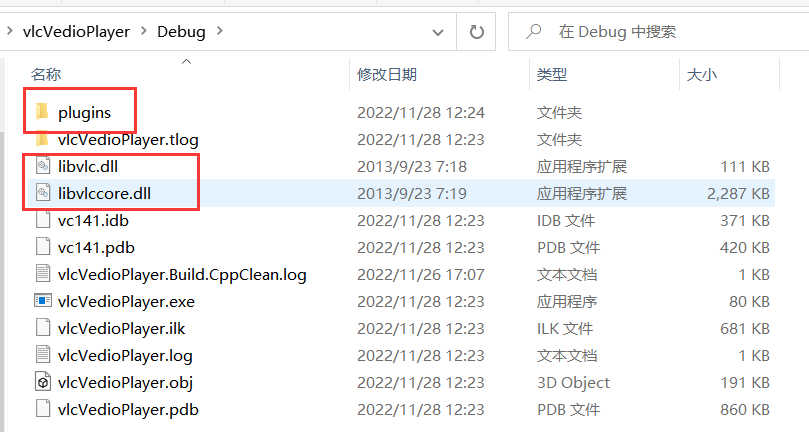 vlcVedioPlayer > Debug > 在 Debug 中搜索
名称 修改日期 类型 大小
plugins 2022/11/28 12:24 文件夹
vlcVedioPlayer.tlog 2022/11/28 12:23 文件夹
libvlc.dll 2013/9/23 7:18 应用程序扩展 111 KB
libvlccore.dll 2013/9/23 7:19 应用程序扩展 2,287 KB
vc141.idb 2022/11/28 12:23 IDB 文件 371 KB
vc141.pdb 2022/11/28 12:23 PDB 文件 420 KB
vlcVedioPlayer.Build.CppClean.log 2022/11/26 17:07 文本文档 1 KB
vlcVedioPlayer.exe 2022/11/28 12:23 应用程序 80 KB
vlcVedioPlayer.ilk 2022/11/28 12:23 ILK 文件 681 KB
vlcVedioPlayer.log 2022/11/28 12:23 文本文档 1 KB
vlcVedioPlayer.obj 2022/11/28 12:23 3D Object 191 KB
vlcVedioPlayer.pdb 2022/11/28 12:23 PDB 文件 860 KB